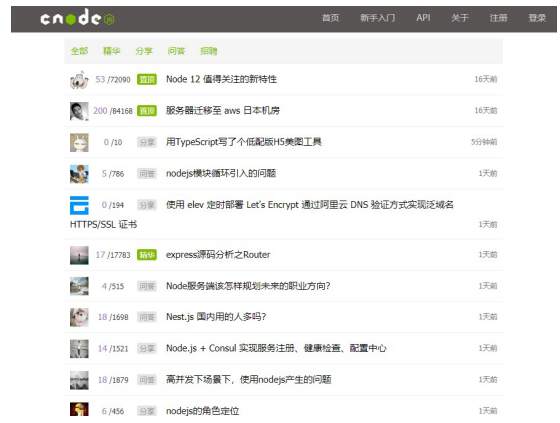 cnode js 首页 新手入门 API 关于 注册 登录
全部 精华 分享 问答 招聘
53 /72090 置顶 Node 12 值得关注的新特性 16天前
200 /84168 置顶 服务器迁移至 aws 日本机房 16天前
0 /10 分享 用TypeScript写了个低配版H5美图工具 5分钟前
5 /786 问答 nodejs模块循环引入的问题 1天前
0 /194 分享 使用 elev 定时部署 Let's Encrypt 通过阿里云 DNS 验证方式实现泛域名
HTTPS/SSL 证书 1天前
17 /17783 精华 express源码分析之Router 1天前
4 /515 问答 Node服务端该怎样规划未来的职业方向? 1天前
18 /1698 问答 Nest.js 国内用的人多吗? 1天前
14 /1521 分享 Node.js + Consul 实现服务注册、健康检查、配置中心 1天前
18 /1879 问答 高并发下场景下，使用nodejs产生的问题 1天前
6 /456 分享 nodejs的角色定位 1天前